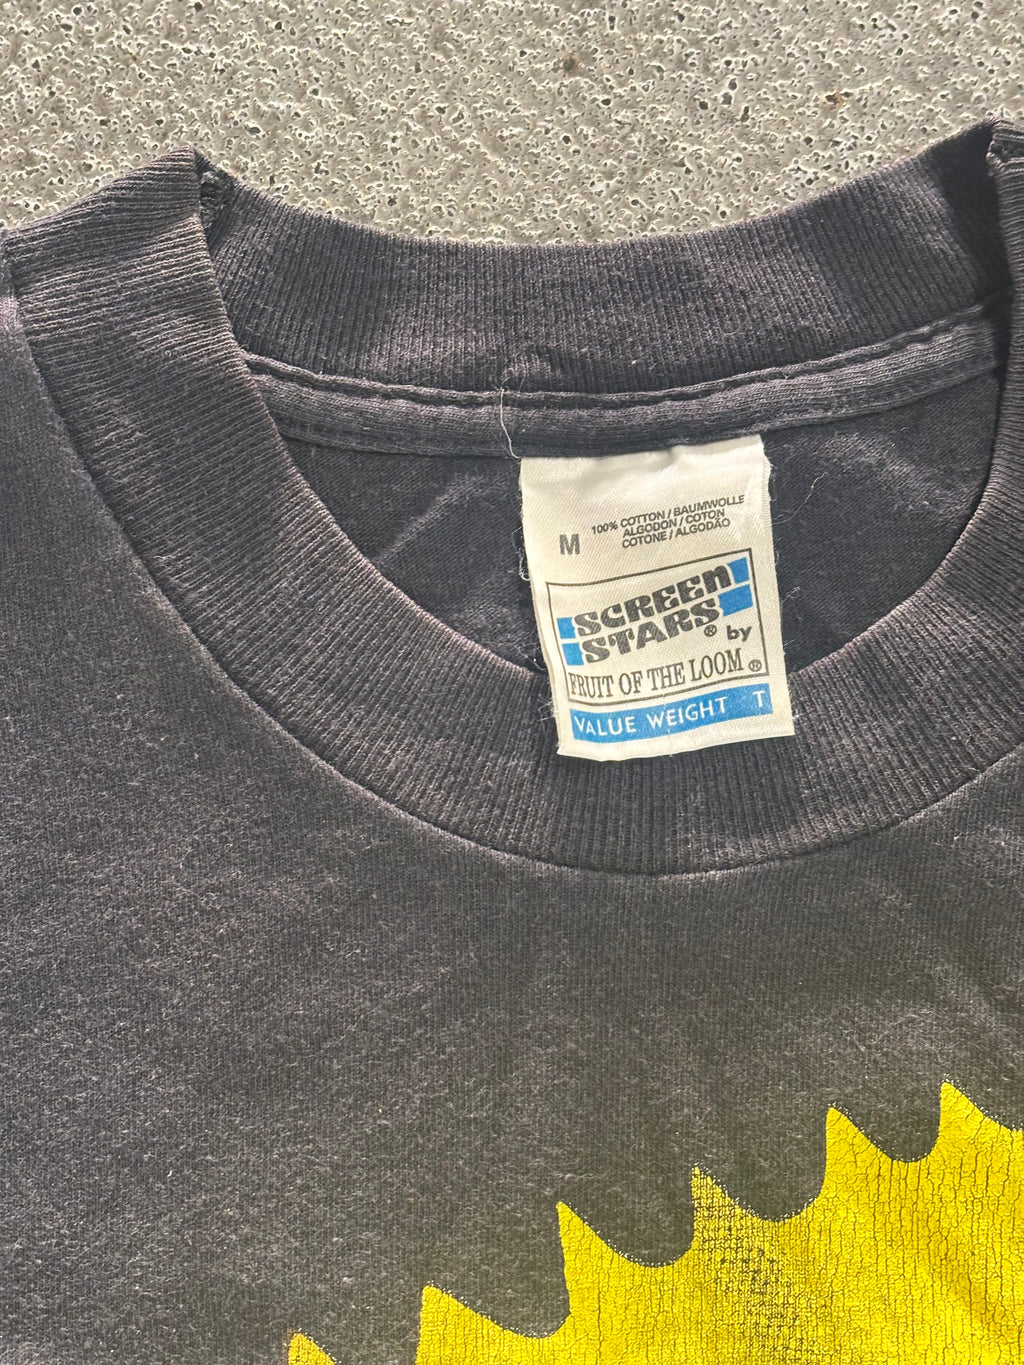 M
100% COTTON / BAUMWOLLE
ALGODON / COTON
COTONE / ALGODÃO
SCREEN
STARS® by
FRUIT OF THE LOOM®
VALUE WEIGHT T